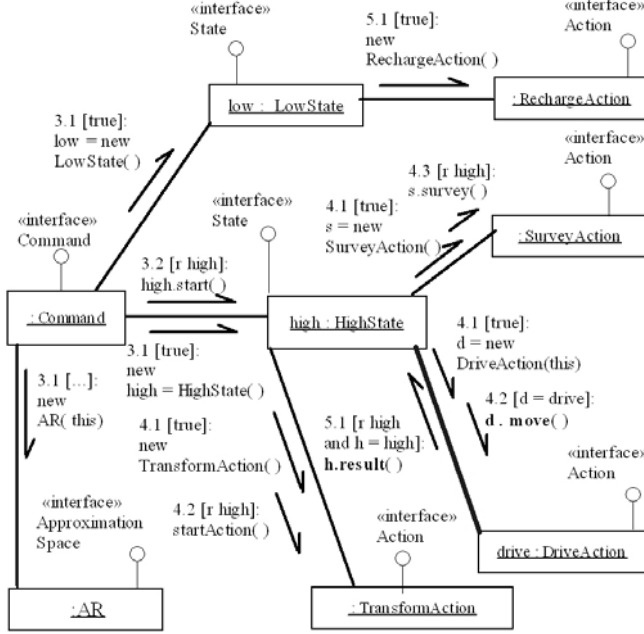 «interface»
State
5.1 [true]:
new
RechargeAction( )
«interface»
Action
low : LowState
: RechargeAction
3.1 [true]:
low = new
LowState( )
«interface»
Action
4.3 [r high]:
s.survey( )
«interface»
State
4.1 [true]:
s = new
SurveyAction( )
«interface»
Command
3.2 [r high]:
high.start( )
: SurveyAction
: Command
high : HighState
3.1 [true]:
new
high = HighState( )
4.1 [true]:
d = new
DriveAction(this)
3.1 [...]:
new
AR( this)
4.1 [true]:
new
TransformAction( )
5.1 [r high
and h = high]:
h.result( )
4.2 [d = drive]:
d . move( )
«interface»
Action
«interface»
Approximation
Space
4.2 [r high]:
startAction( )
«interface»
Action
drive : DriveAction
:AR
: TransformAction